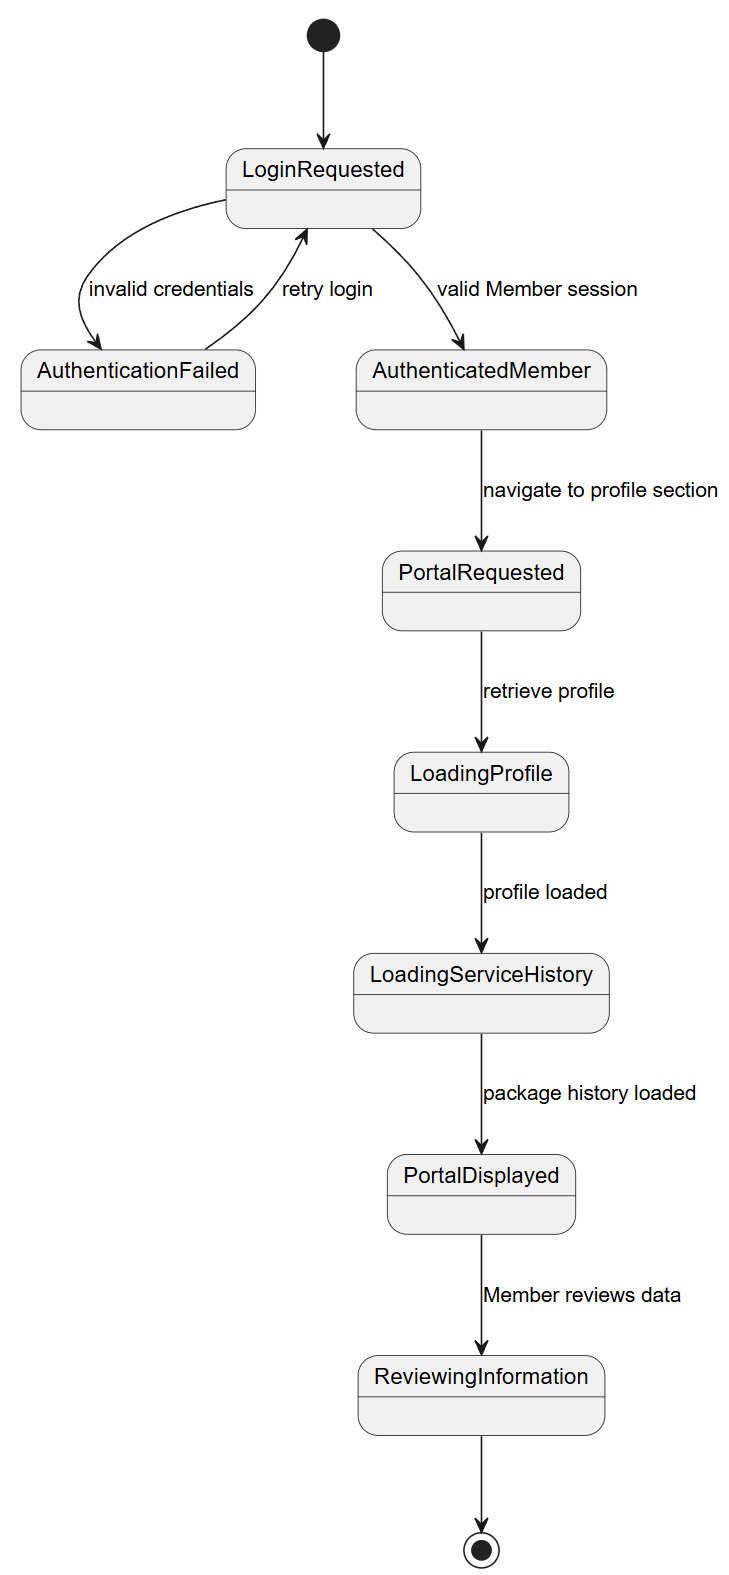 LoginRequested
invalid credentials
retry login
valid Member session
AuthenticationFailed
AuthenticatedMember
navigate to profile section
PortalRequested
retrieve profile
LoadingProfile
profile loaded
LoadingServiceHistory
package history loaded
PortalDisplayed
Member reviews data
ReviewingInformation